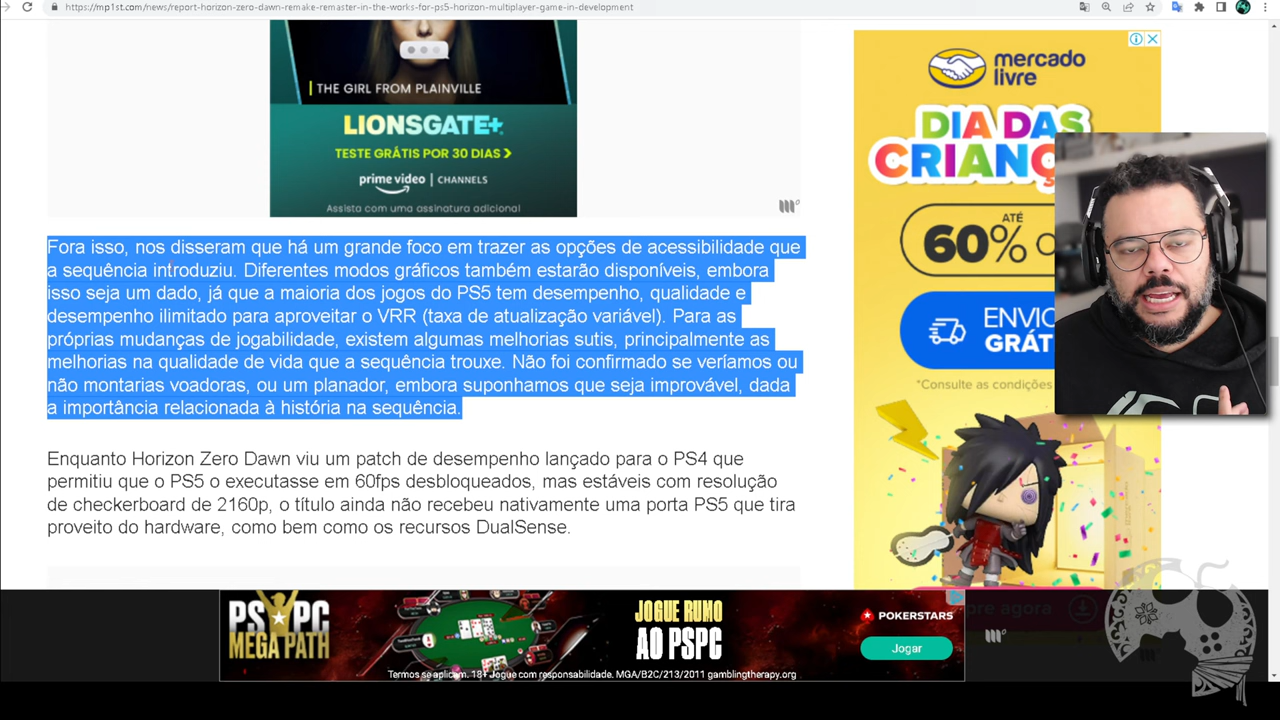 https://mp1st.com/news/report-horizon-zero-dawn-remake-remaster-in-the-works-for-ps5-horizon-multiplayer-game-in-development
THE GIRL FROM PLAINVILLE
LIONSGATE+
TESTE GRÁTIS POR 30 DIAS
prime video | CHANNELS
Assista com uma assinatura adicional
Fora isso, nos disseram que há um grande foco em trazer as opções de acessibilidade que
a sequência introduziu. Diferentes modos gráficos também estarão disponíveis, embora
isso seja um dado, já que a maioria dos jogos do PS5 tem desempenho, qualidade e
desempenho ilimitado para aproveitar o VRR (taxa de atualização variável). Para as
próprias mudanças de jogabilidade, existem algumas melhorias sutis, principalmente as
melhorias na qualidade de vida que a sequência trouxe. Não foi confirmado se veríamos ou
não montarias voadoras, ou um planador, embora suponhamos que seja improvável, dada
a importância relacionada à história na sequência.
Enquanto Horizon Zero Dawn viu um patch de desempenho lançado para o PS4 que
permitiu que o PS5 o executasse em 60fps desbloqueados, mas estáveis com resolução
de checkerboard de 2160p, o título ainda não recebeu nativamente uma porta PS5 que tira
proveito do hardware, como bem como os recursos DualSense.
mercado
livre
DIA DAS
CRIANÇ
ATÉ
60% O
ENVIO
GRÁT
*Consulte as condições
pre agora
PS PC
MEGA PATH
JOGUE RUMO
AO PSPC
POKERSTARS
Jogar
Termos se aplicam. 18+ Jogue com responsabilidade. MGA/B2C/213/2011 gamblingtherapy.org